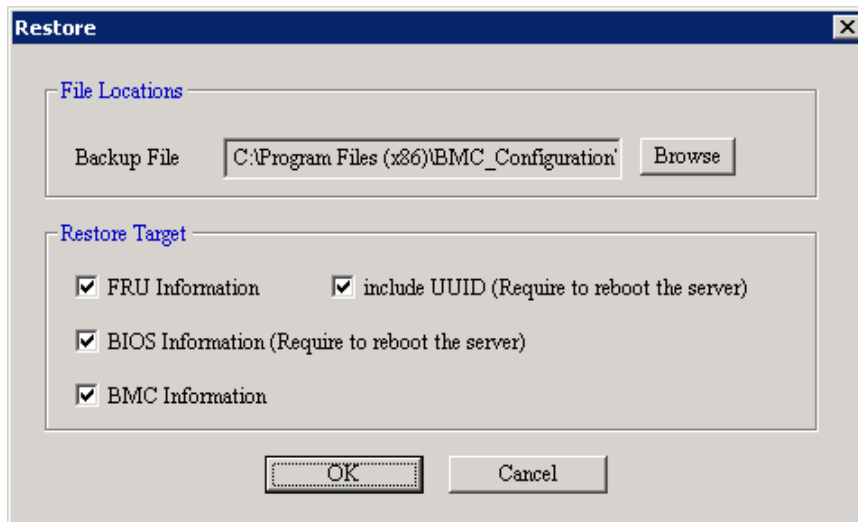 Restore
File Locations
Backup File C:\Program Files (x86)\BMC_Configuration Browse
Restore Target
FRU Information include UUID (Require to reboot the server)
BIOS Information (Require to reboot the server)
BMC Information
OK Cancel